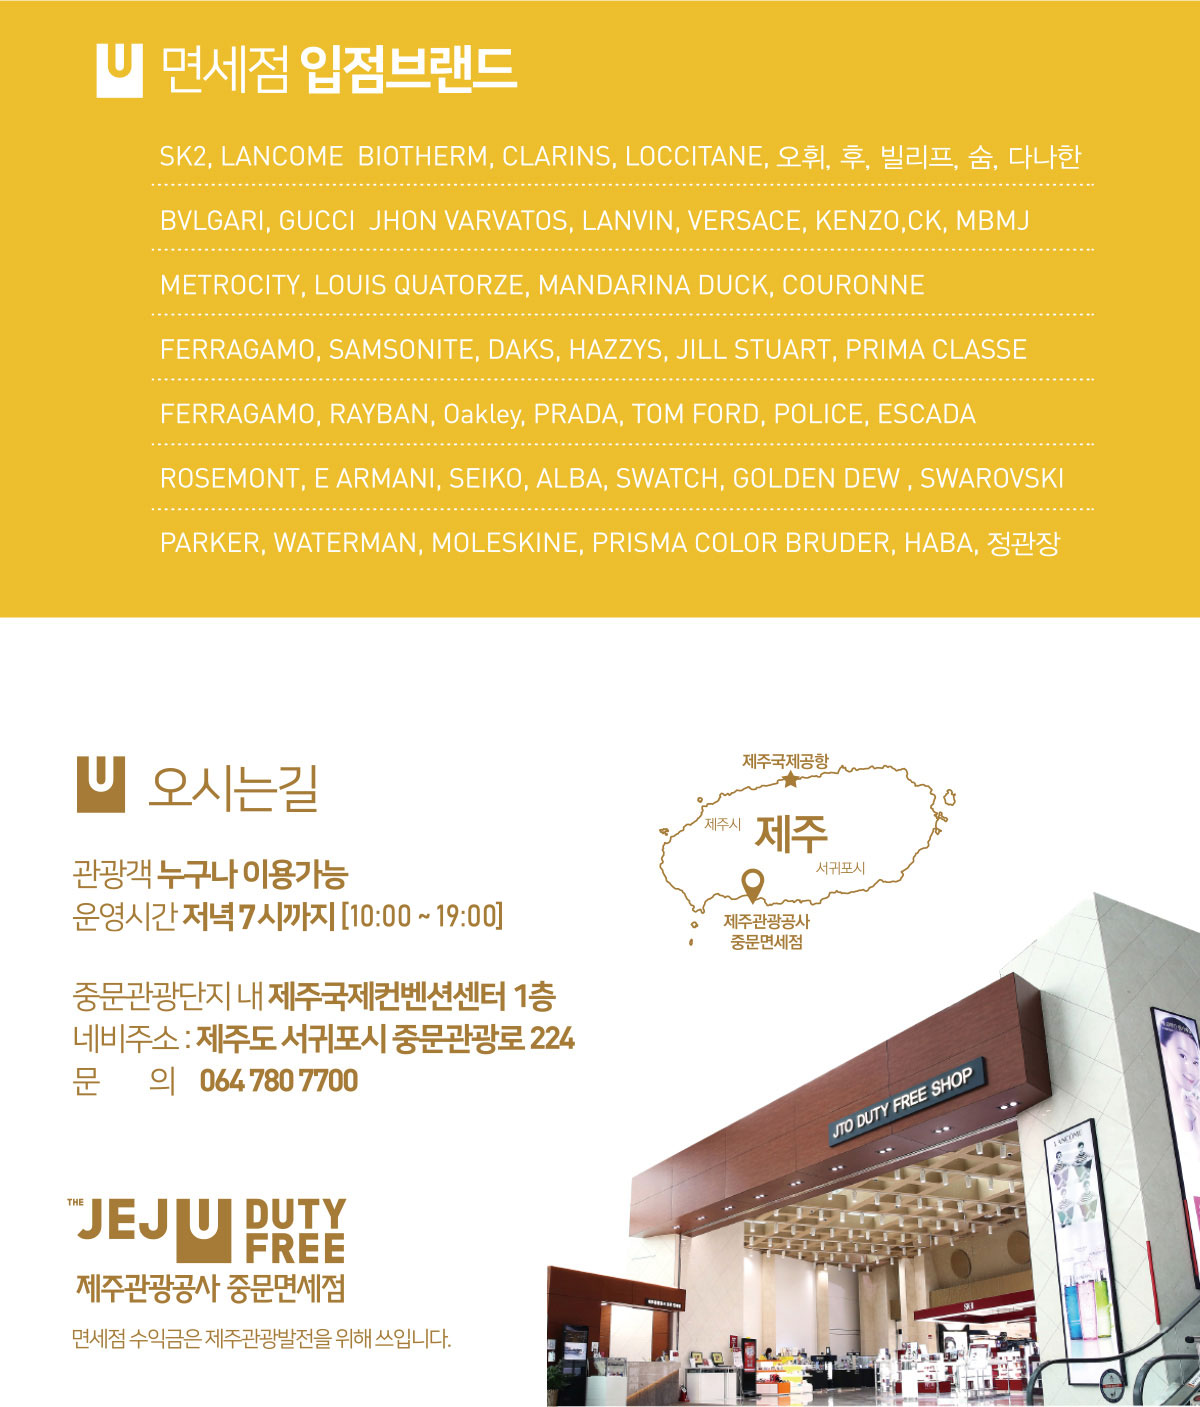 U 면세점 입점브랜드
SK2, LANCOME BIOTHERM, CLARINS, LOCCITANE, 오휘, 후, 빌리프, 숨, 다나한
BVLGARI, GUCCI JHON VARVATOS, LANVIN, VERSACE, KENZO,CK, MBMJ
METROCITY, LOUIS QUATORZE, MANDARINA DUCK, COURONNE
FERRAGAMO, SAMSONITE, DAKS, HAZZYS, JILL STUART, PRIMA CLASSE
FERRAGAMO, RAYBAN, Oakley, PRADA, TOM FORD, POLICE, ESCADA
ROSEMONT, E ARMANI, SEIKO, ALBA, SWATCH, GOLDEN DEW , SWAROVSKI
PARKER, WATERMAN, MOLESKINE, PRISMA COLOR BRUDER, HABA, 정관장
U 오시는길
관광객 누구나 이용가능
운영시간 저녁 7시까지 [10:00 ~ 19:00]
중문관광단지 내 제주국제컨벤션센터 1층
네비주소 : 제주도 서귀포시 중문관광로 224
문 의 064 780 7700
제주국제공항
제주시
제주
서귀포시
제주관광공사
중문면세점
JTO DUTY FREE SHOP
LANCOME
SK-II
THE JEJU DUTY FREE
제주관광공사 중문면세점
면세점 수익금은 제주관광발전을 위해 쓰입니다.